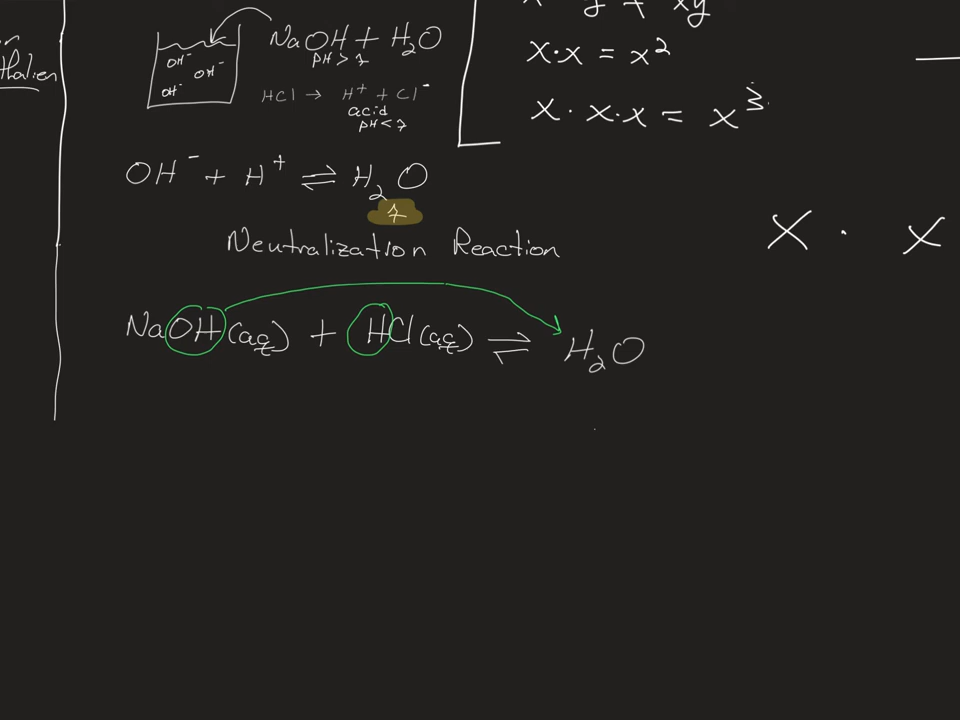 NaOH + H₂O
pH > 7
OH⁻
OH⁻
OH⁻
HCl → H⁺ + Cl⁻
acid
pH < 7
OH⁻ + H⁺ ⇌ H₂O
7
Neutralization Reaction
NaOH(aq) + HCl(aq) ⇌ H₂O
x·x = x²
x·x·x = x³
X · X